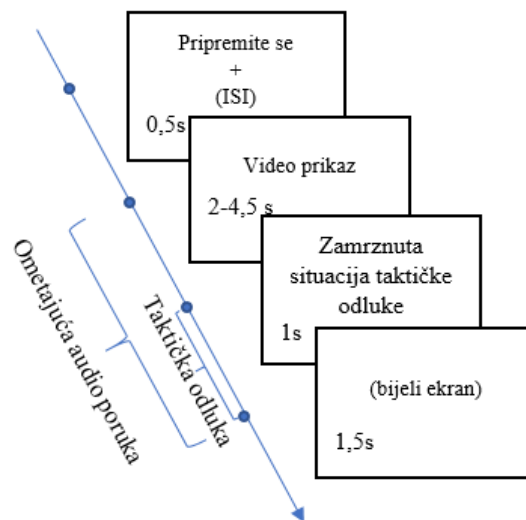 Pripremite se
+
(ISI)
0,5s
Video prikaz
2-4,5 s
Zamrznuta
situacija taktičke
odluke
1s
(bijeli ekran)
1,5s
Ometajuća audio poruka
Taktička odluka